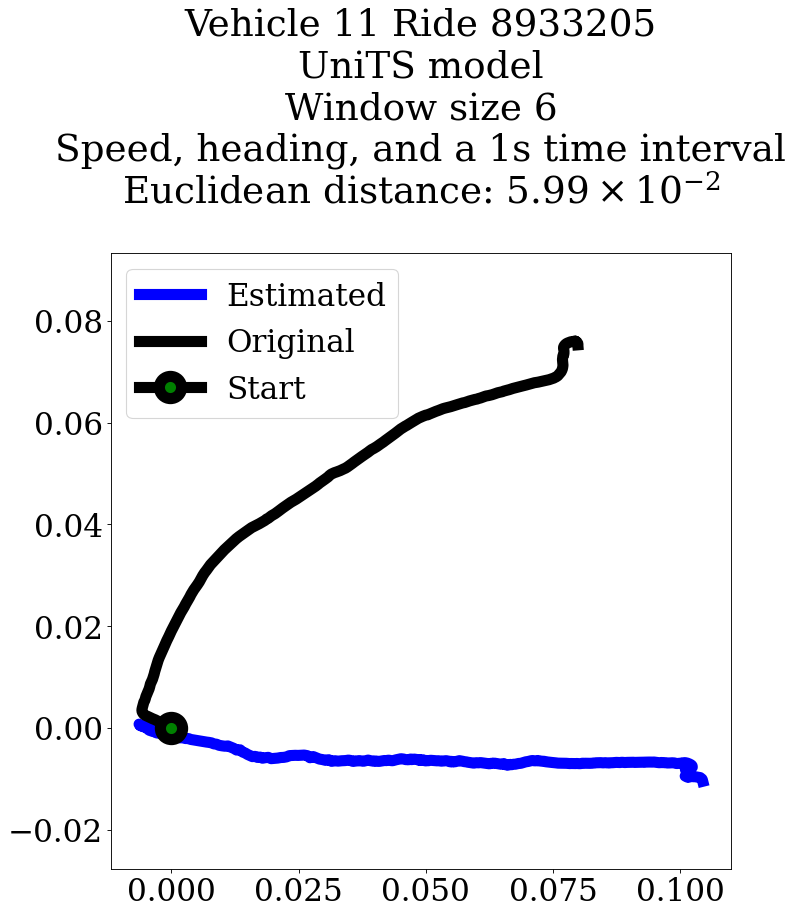 Vehicle 11 Ride 8933205
UniTS model
Window size 6
Speed, heading, and a 1s time interval
Euclidean distance: 5.99 × 10⁻²
Estimated
Original
Start
0.08
0.06
0.04
0.02
0.00
−0.02
0.000 0.025 0.050 0.075 0.100